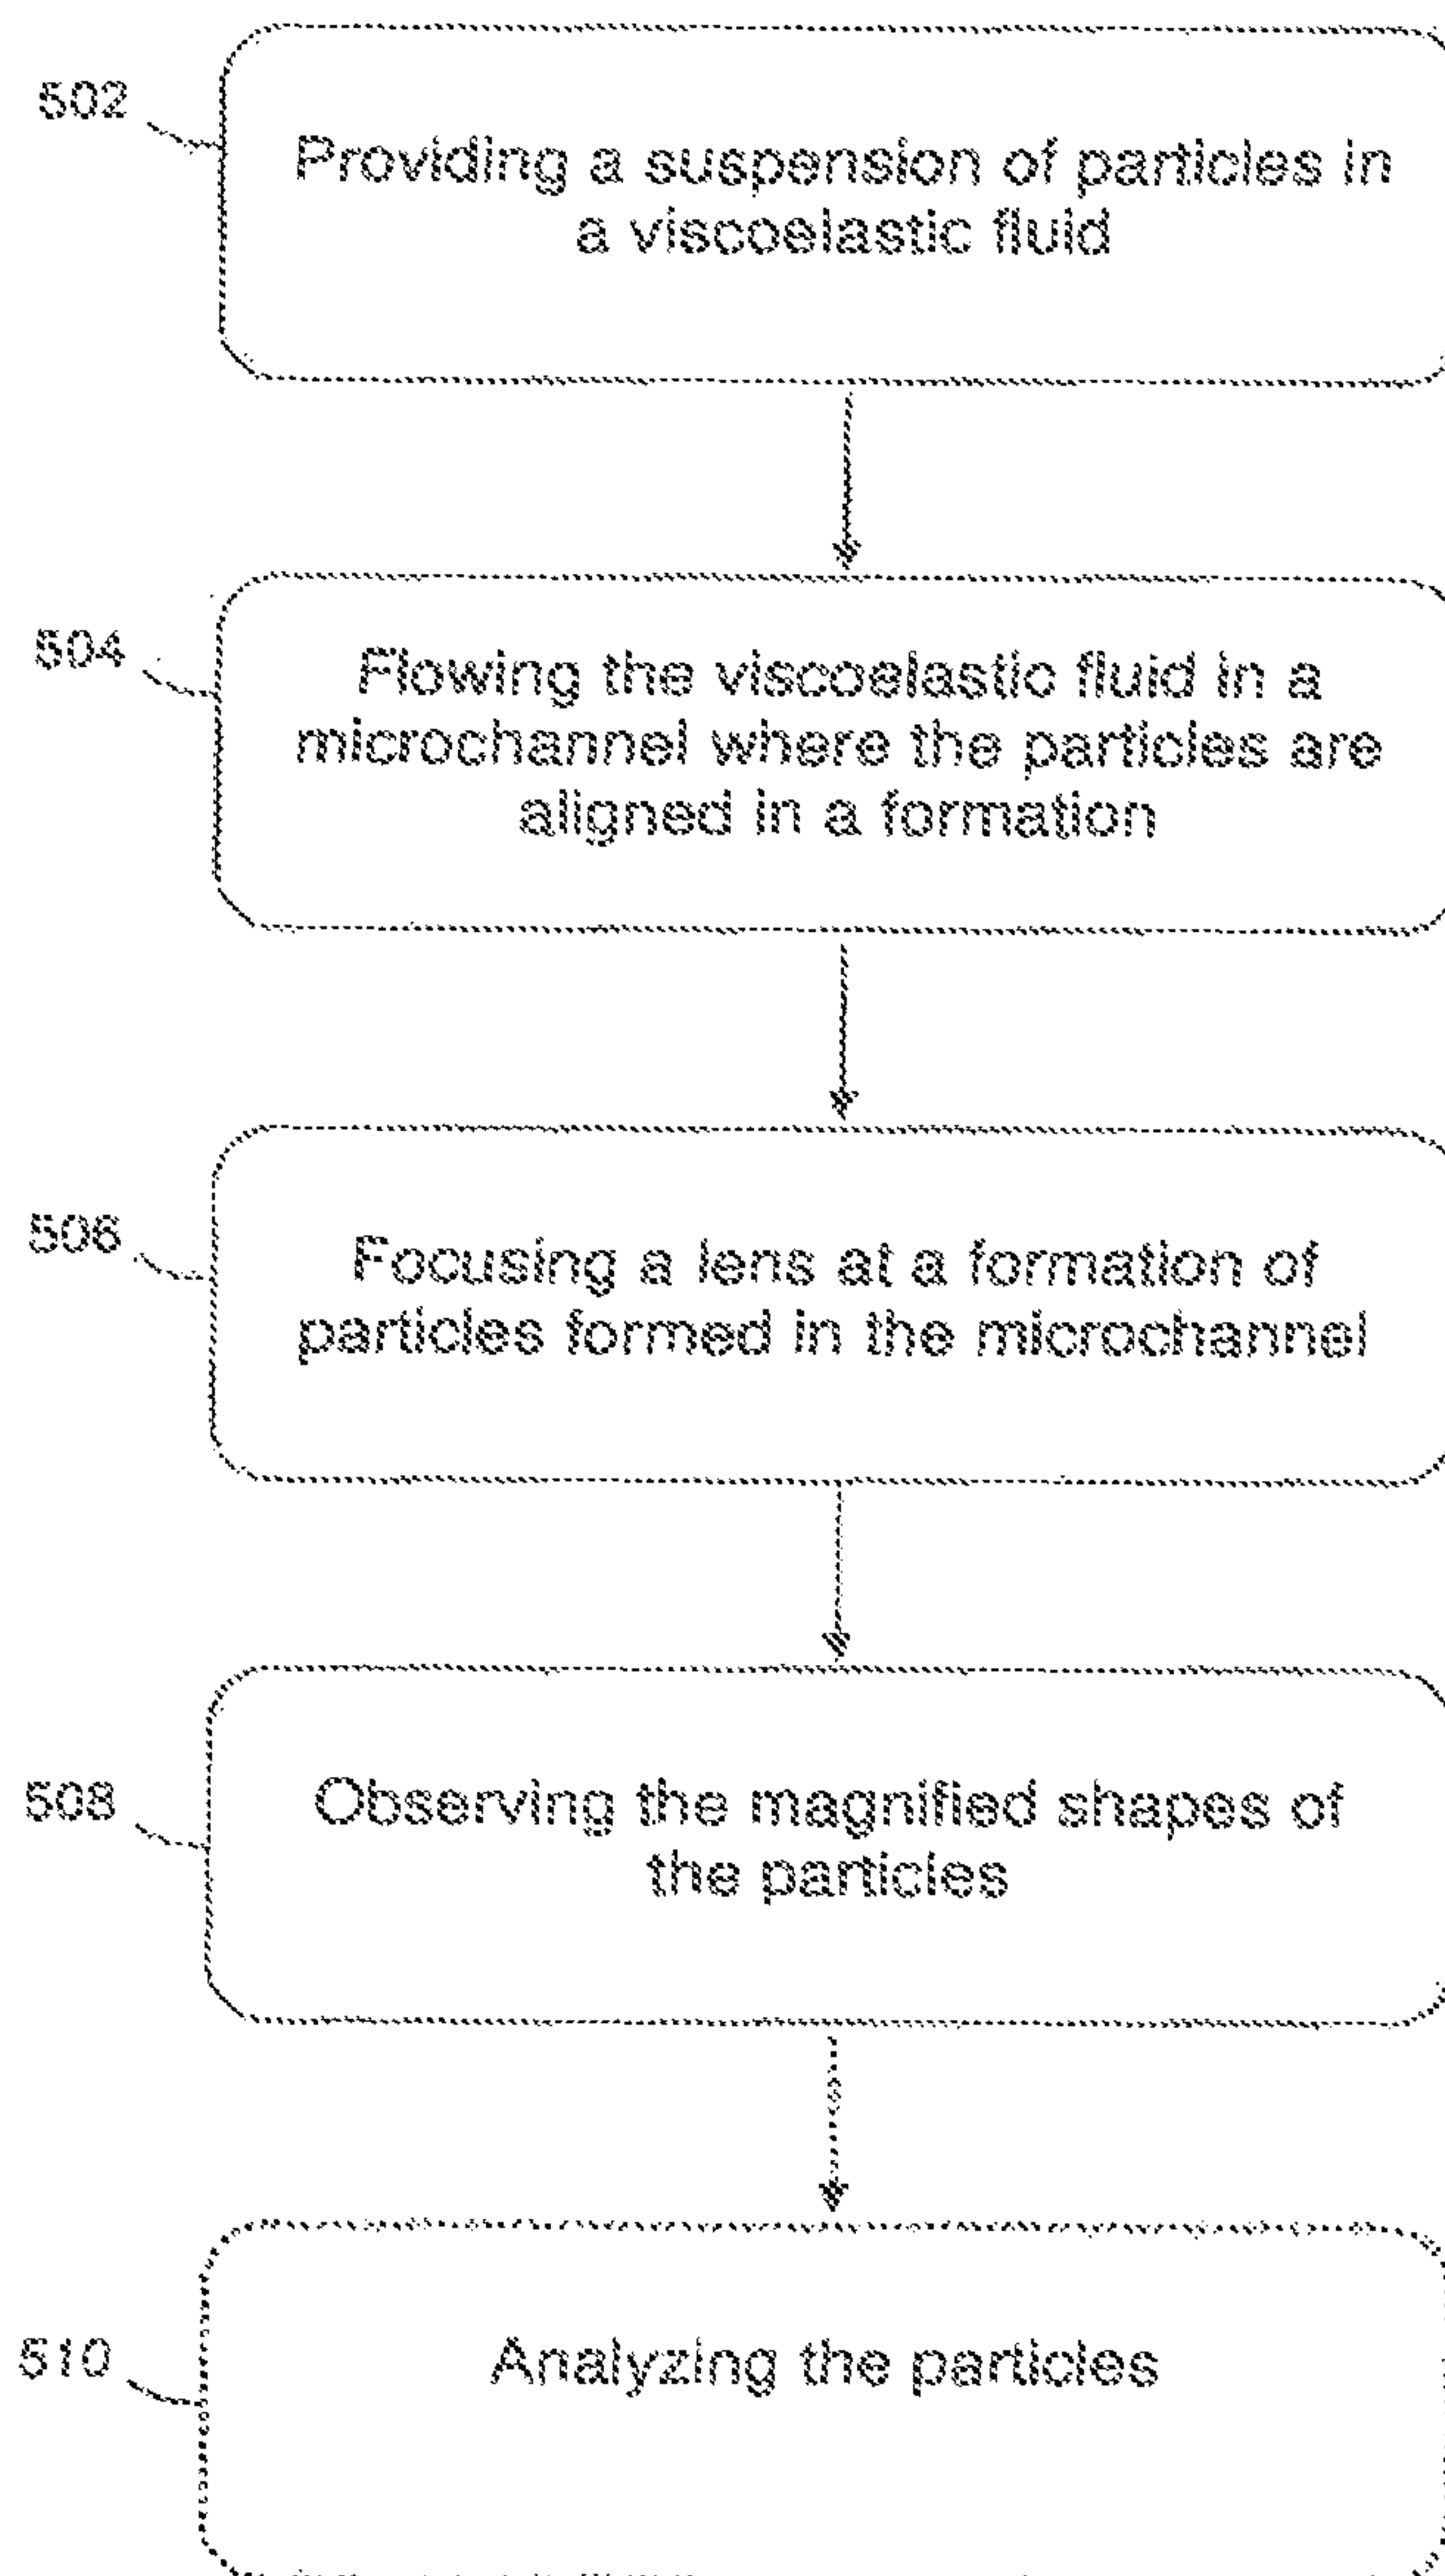 502
Providing a suspension of particles in
a viscoelastic fluid
504
Flowing the viscoelastic fluid in a
microchannel where the particles are
aligned in a formation
506
Focusing a lens at a formation of
particles formed in the microchannel
508
Observing the magnified shapes of
the particles
510
Analyzing the particles